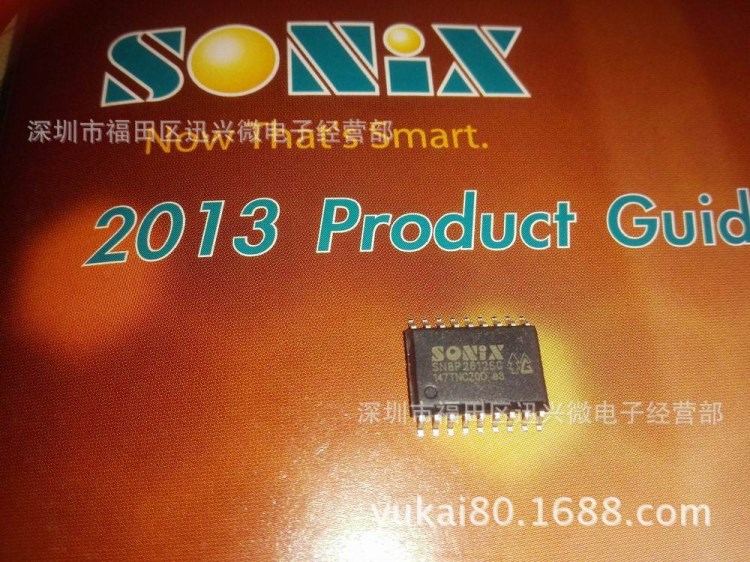 SONiX
深圳市福田区迅兴微电子经营部
Now That's Smart.
2013 Product Guid
SONiX
SN8P2612SG
147TNC200
深圳市福田区迅兴微电子经营部
yukai80.1688.com